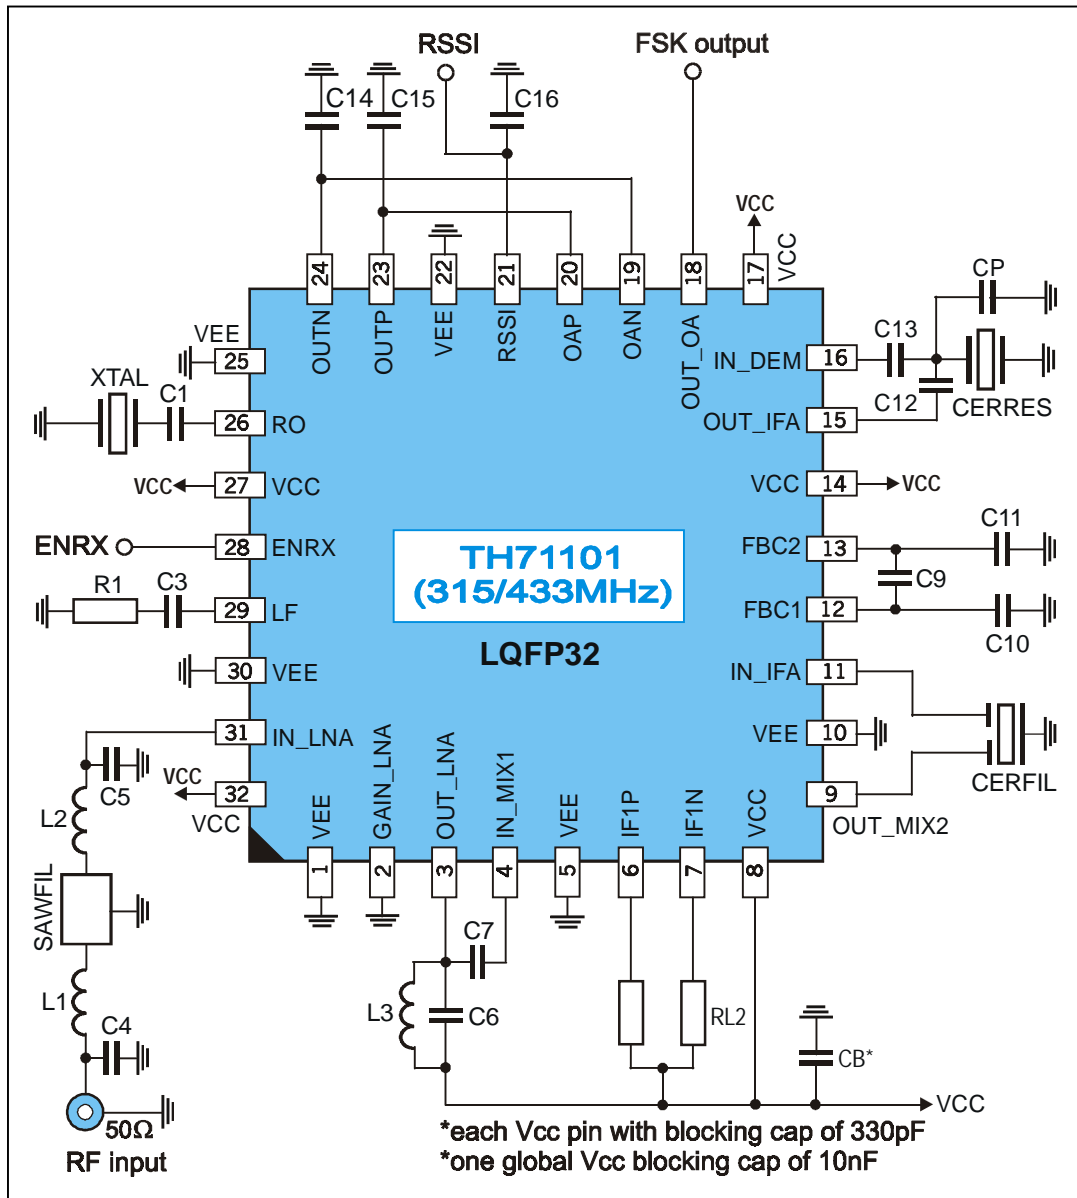 RSSI
FSK output
C14
C15
C16
VCC
24
23
22
21
20
19
18
17
VCC
OUTN
OUTP
VEE
RSSI
OAP
OAN
OUT_OA
CP
C13
C12
CERRES
VEE
25
XTAL
C1
26
RO
VCC
27
VCC
ENRX
28
ENRX
R1
C3
29
LF
30
VEE
31
IN_LNA
VCC
32
VCC
C5
L2
SAWFIL
L1
C4
50Ω
RF input
IN_DEM
16
OUT_IFA
15
VCC
14
VCC
FBC2
13
C11
C9
FBC1
12
C10
IN_IFA
11
VEE
10
CERFIL
9
OUT_MIX2
TH71101
(315/433MHz)
LQFP32
VEE
GAIN_LNA
OUT_LNA
IN_MIX1
VEE
IF1P
IF1N
VCC
1
2
3
4
5
6
7
8
C7
L3
C6
RL2
CB*
VCC
*each Vcc pin with blocking cap of 330pF
*one global Vcc blocking cap of 10nF